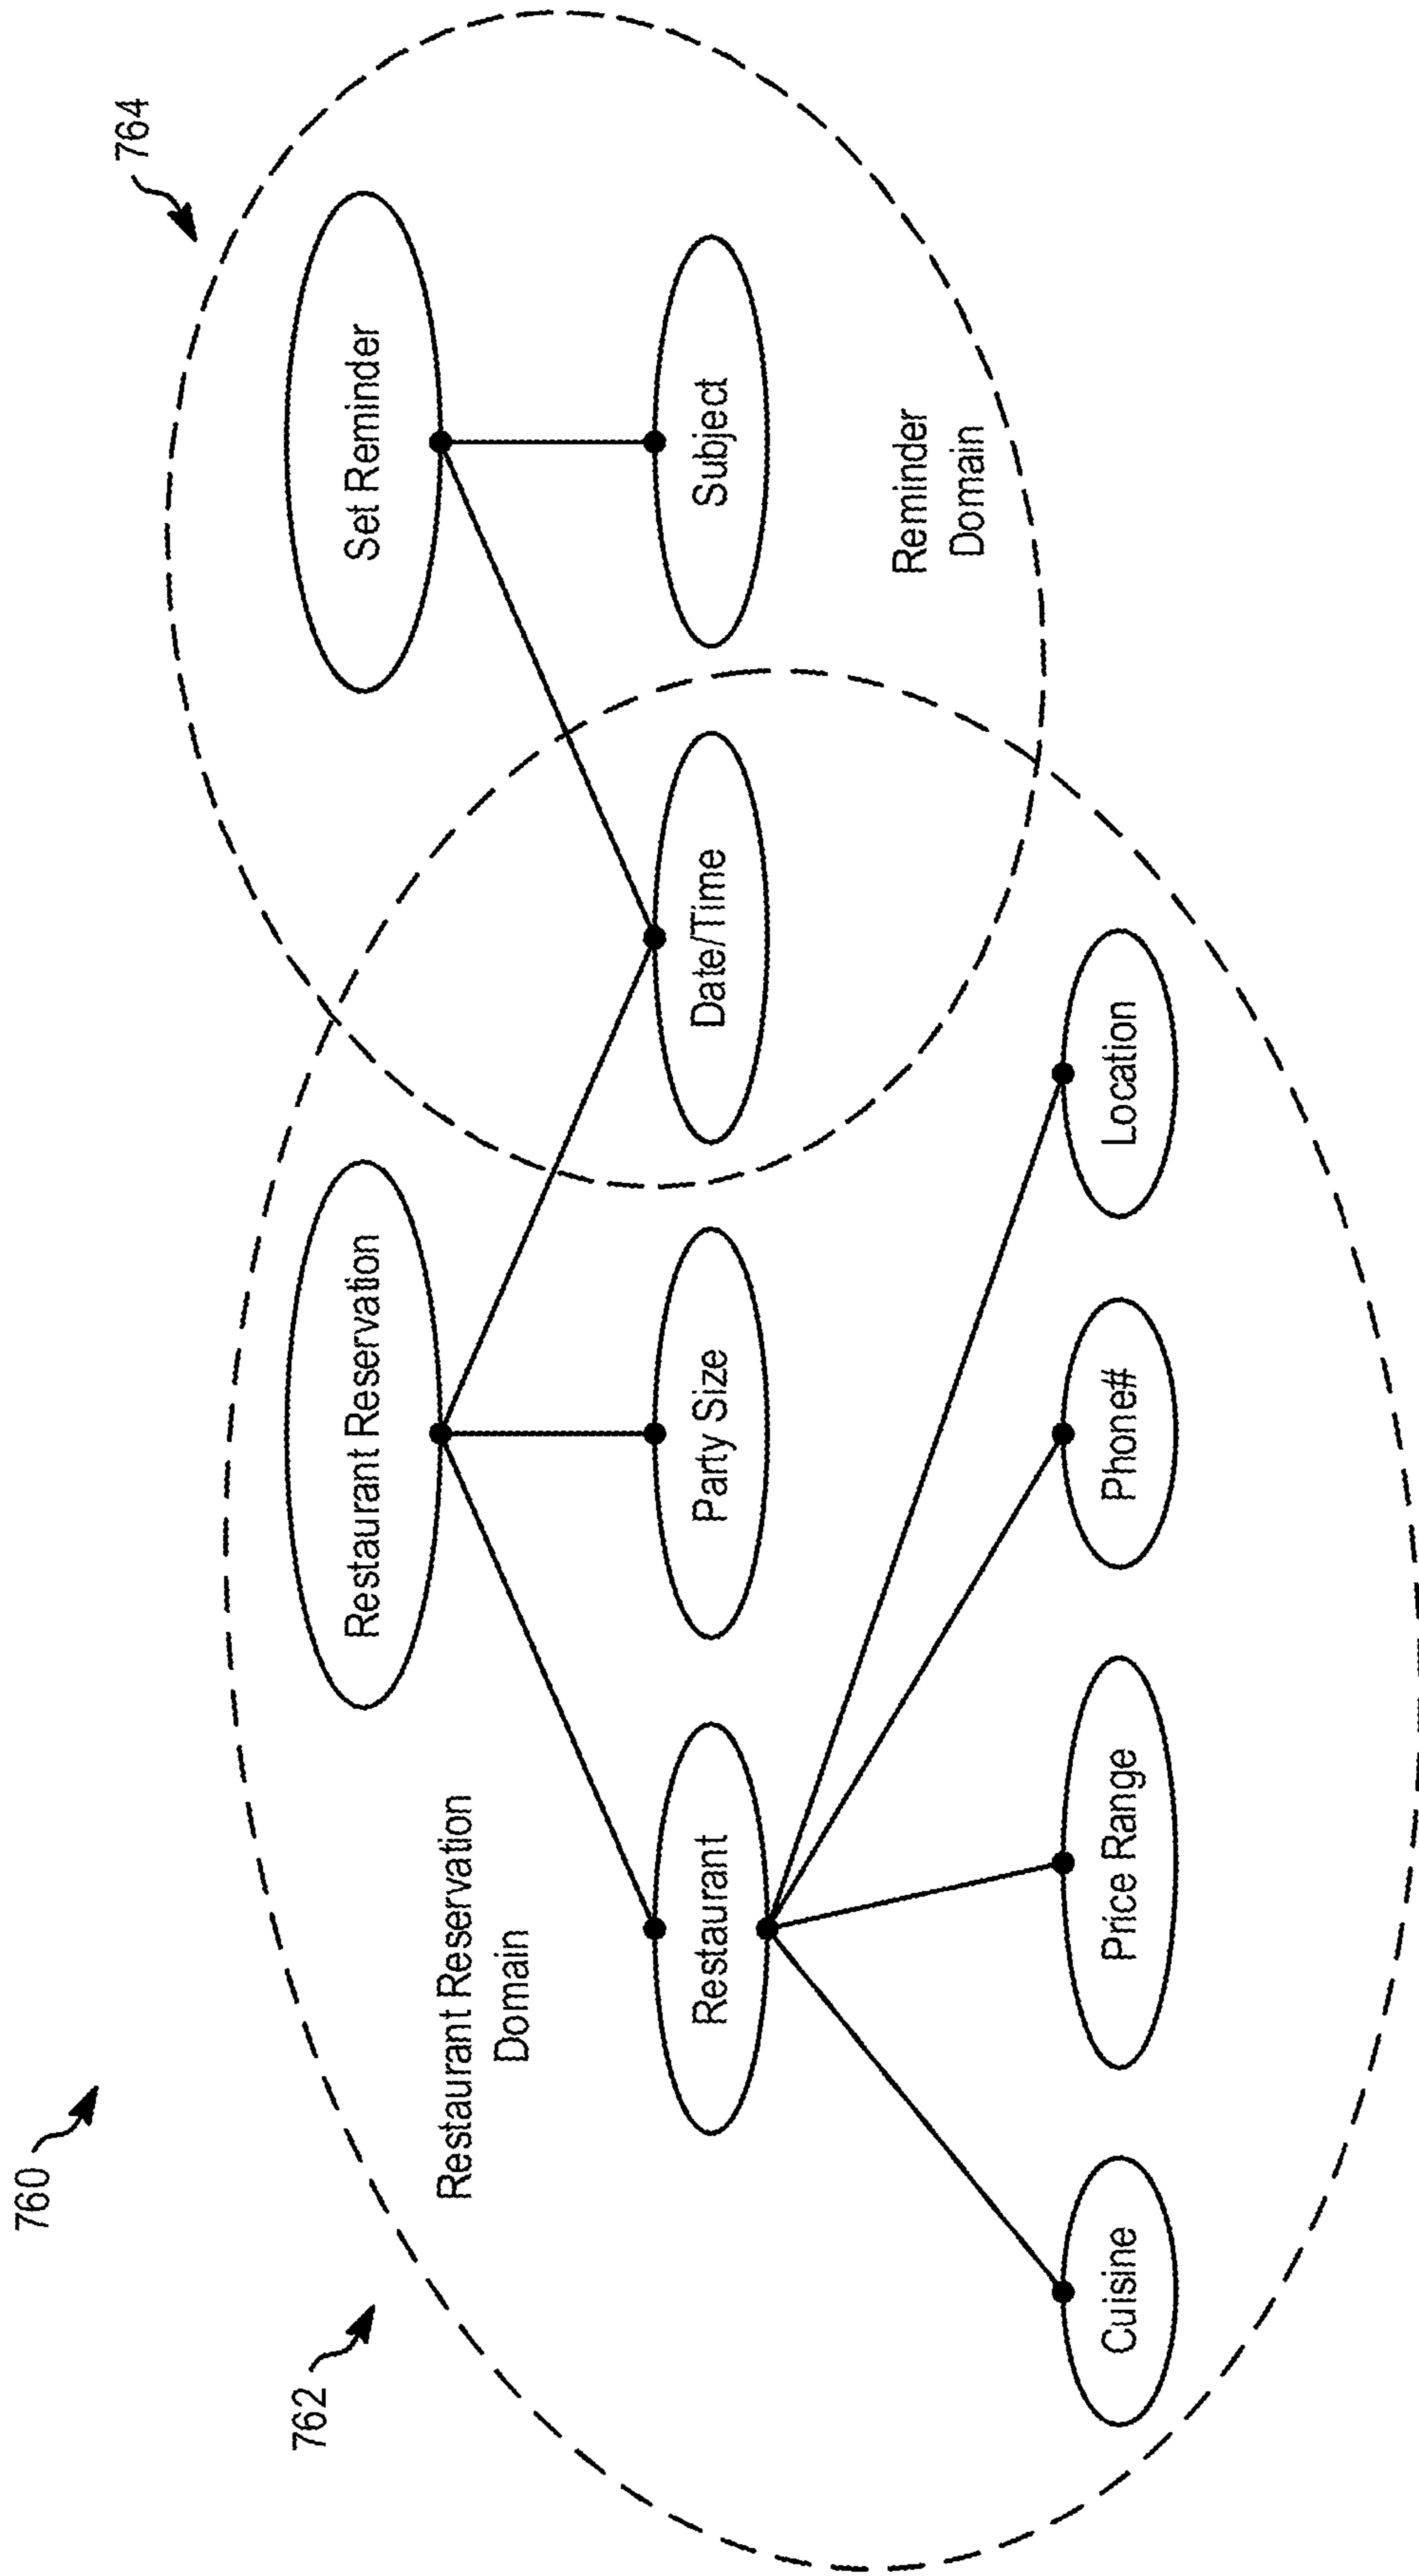 760
762
764
Restaurant Reservation
Set Reminder
Restaurant Reservation
Domain
Restaurant
Party Size
Date/Time
Subject
Reminder
Domain
Cuisine
Price Range
Phone#
Location